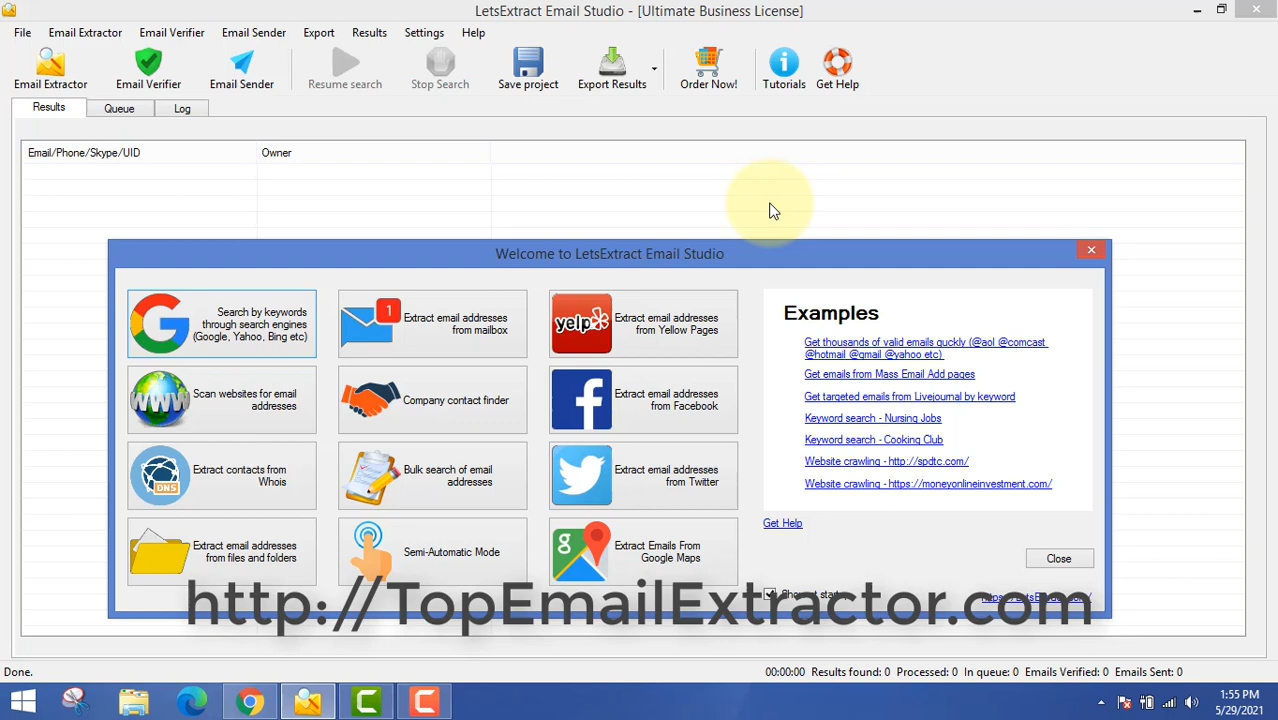 LetsExtract Email Studio - [Ultimate Business License]
File Email Extractor Email Verifier Email Sender Export Results Settings Help
Email Extractor Email Verifier Email Sender Resume search Stop Search Save project Export Results Order Now! Tutorials Get Help
Results Queue Log
Email/Phone/Skype/UID Owner
Welcome to LetsExtract Email Studio
Search by keywords
through search engines
(Google, Yahoo, Bing etc)
1
Extract email addresses
from mailbox
yelp
Extract email addresses
from Yellow Pages
WWW
Scan websites for email
addresses
Company contact finder
Extract email addresses
from Facebook
DNS
Extract contacts from
Whois
Bulk search of email
addresses
Extract email addresses
from Twitter
Extract email addresses
from files and folders
Semi-Automatic Mode
Extract Emails From
Google Maps
Examples
Get thousands of valid emails quckly (@aol @comcast
@hotmail @gmail @yahoo etc)
Get emails from Mass Email Add pages
Get targeted emails from Livejournal by keyword
Keyword search - Nursing Jobs
Keyword search - Cooking Club
Website crawling - http://spdtc.com/
Website crawling - https://moneyonlineinvestment.com/
Get Help
Close
http://TopEmailExtractor.com
Done. 00:00:00 Results found: 0 Processed: 0 In queue: 0 Emails Verified: 0 Emails Sent: 0
1:55 PM
5/29/2021